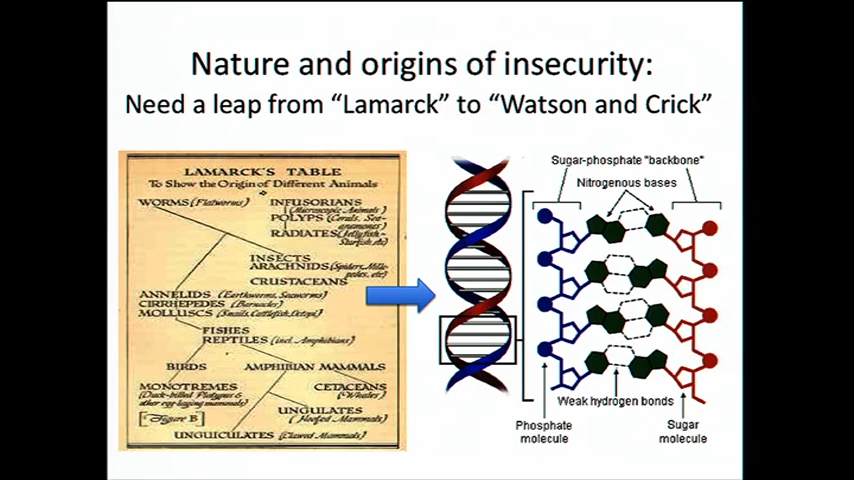 Nature and origins of insecurity:
Need a leap from “Lamarck” to “Watson and Crick”
LAMARCK'S TABLE
To Show the Origin of Different Animals
WORMS (Flatworms)
INFUSORIANS
(Microscopic Animals)
POLYPS (Corals, Sea-
anemones)
RADIATES (Jellyfish-
Starfish, etc)
INSECTS
ARACHNIDS (Spiders, Milli-
pedes, etc)
CRUSTACEANS
ANNELIDS (Earthworms, Seaworms)
CIRRHEPEDES (Barnacles)
MOLLUSCS (Snails, Cuttlefish, Octopi)
FISHES
REPTILES (incl. Amphibians)
BIRDS
AMPHIBIAN MAMMALS
MONOTREMES
(Duck-billed Platypus &
other egg-laying mammals)
CETACEANS
(Whales)
UNGULATES
(Hoofed Mammals)
[Figure B]
UNGUICULATES (Clawed Mammals)
Sugar-phosphate "backbone"
Nitrogenous bases
Weak hydrogen bonds
Phosphate
molecule
Sugar
molecule